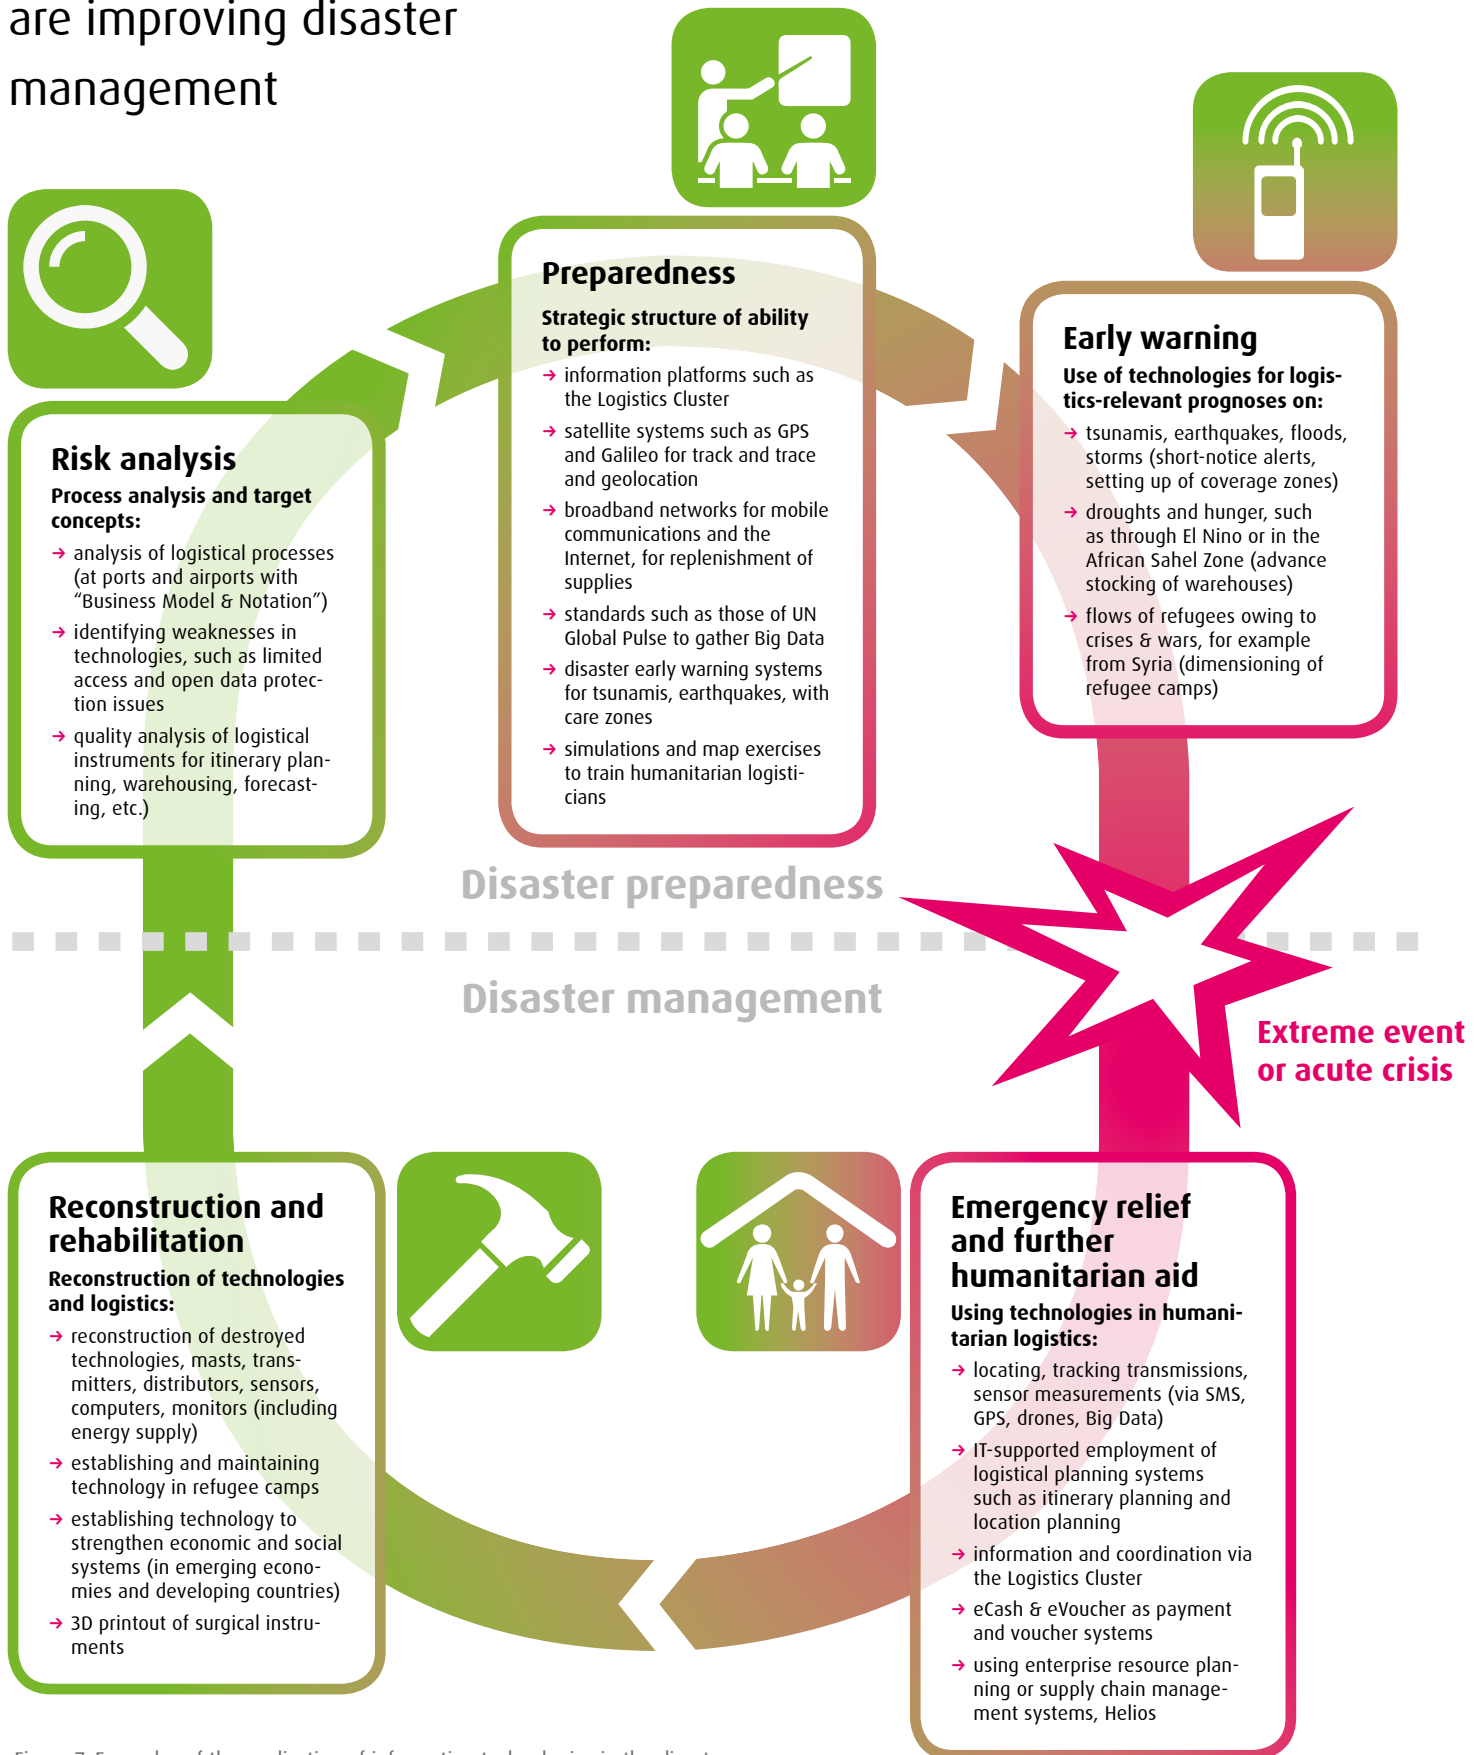 are improving disaster
management
Risk analysis
Process analysis and target
concepts:
→ analysis of logistical processes
(at ports and airports with
“Business Model & Notation”)
→ identifying weaknesses in
technologies, such as limited
access and open data protec-
tion issues
→ quality analysis of logistical
instruments for itinerary plan-
ning, warehousing, forecast-
ing, etc.)
Preparedness
Strategic structure of ability
to perform:
→ information platforms such as
the Logistics Cluster
→ satellite systems such as GPS
and Galileo for track and trace
and geolocation
→ broadband networks for mobile
communications and the
Internet, for replenishment of
supplies
→ standards such as those of UN
Global Pulse to gather Big Data
→ disaster early warning systems
for tsunamis, earthquakes, with
care zones
→ simulations and map exercises
to train humanitarian logisti-
cians
Early warning
Use of technologies for logis-
tics-relevant prognoses on:
→ tsunamis, earthquakes, floods,
storms (short-notice alerts,
setting up of coverage zones)
→ droughts and hunger, such
as through El Nino or in the
African Sahel Zone (advance
stocking of warehouses)
→ flows of refugees owing to
crises & wars, for example
from Syria (dimensioning of
refugee camps)
Disaster preparedness
Disaster management
Extreme event
or acute crisis
Reconstruction and
rehabilitation
Reconstruction of technologies
and logistics:
→ reconstruction of destroyed
technologies, masts, trans-
mitters, distributors, sensors,
computers, monitors (including
energy supply)
→ establishing and maintaining
technology in refugee camps
→ establishing technology to
strengthen economic and social
systems (in emerging econo-
mies and developing countries)
→ 3D printout of surgical instru-
ments
Emergency relief
and further
humanitarian aid
Using technologies in humani-
tarian logistics:
→ locating, tracking transmissions,
sensor measurements (via SMS,
GPS, drones, Big Data)
→ IT-supported employment of
logistical planning systems
such as itinerary planning and
location planning
→ information and coordination via
the Logistics Cluster
→ eCash & eVoucher as payment
and voucher systems
→ using enterprise resource plan-
ning or supply chain manage-
ment systems, Helios
Figure 7: Examples of the application of information technologies in the disaster